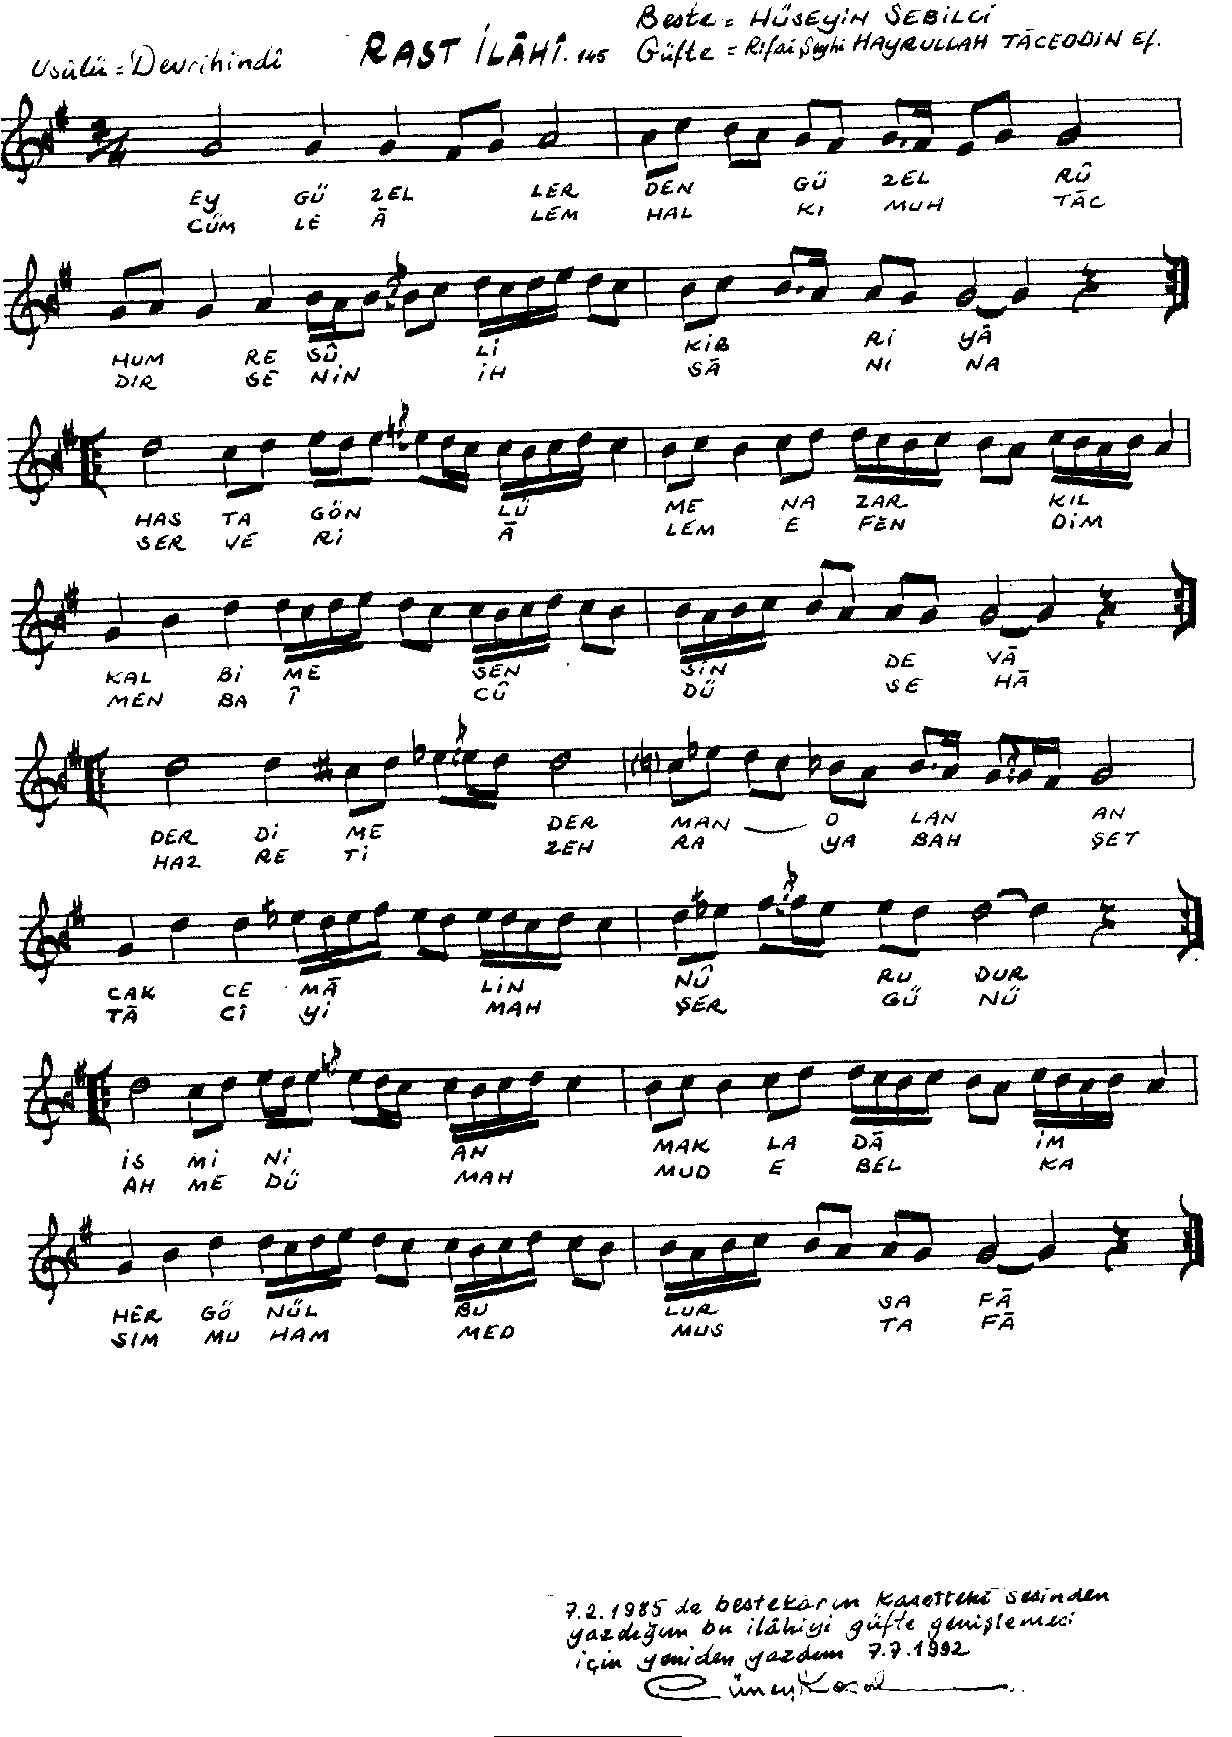 Beste = HÜSEYİN SEBİLCİ
Usûlü = Devrihindî RAST İLÂHÎ. 145 Güfte = Rifai Şeyhi HAYRULLAH TÂCEDDİN Ef.
EY GÜ ZEL LER DEN GÜ ZEL RÛ
CÜM LE Â LEM HAL KI MUH TÂC
HUM RE SÛ Lİ KİB Rİ YÂ
DIR SE NİN İH SÂ NI NA
HAS TA GÖN LÜ ME NA ZAR KIL
SER VE Rİ Â LEM E FEN DİM
KAL Bİ ME SEN SİN DE VÂ
MEN BA Î CÛ DÜ SE HÂ
DER Dİ ME DER MAN O LAN AN
HAZ RE Tİ ZEH RA YA BAH ŞET
CAK CE MÂ LİN NÛ RU DUR
TÂ CÎ Yİ MAH ŞER GÜ NÜ
İS Mİ Nİ AN MAK LA DÂ İM
AH ME DÜ MAH MUD E BEL KA
HER GÖ NÜL BU LUR SA FÂ
SIM MU HAM MED MUS TA FÂ
7.2.1985 de bestekârın kasetteki sesinden
yazdığım bu ilâhiyi güfte genişlemesi
için yeniden yazdım 7.7.1992